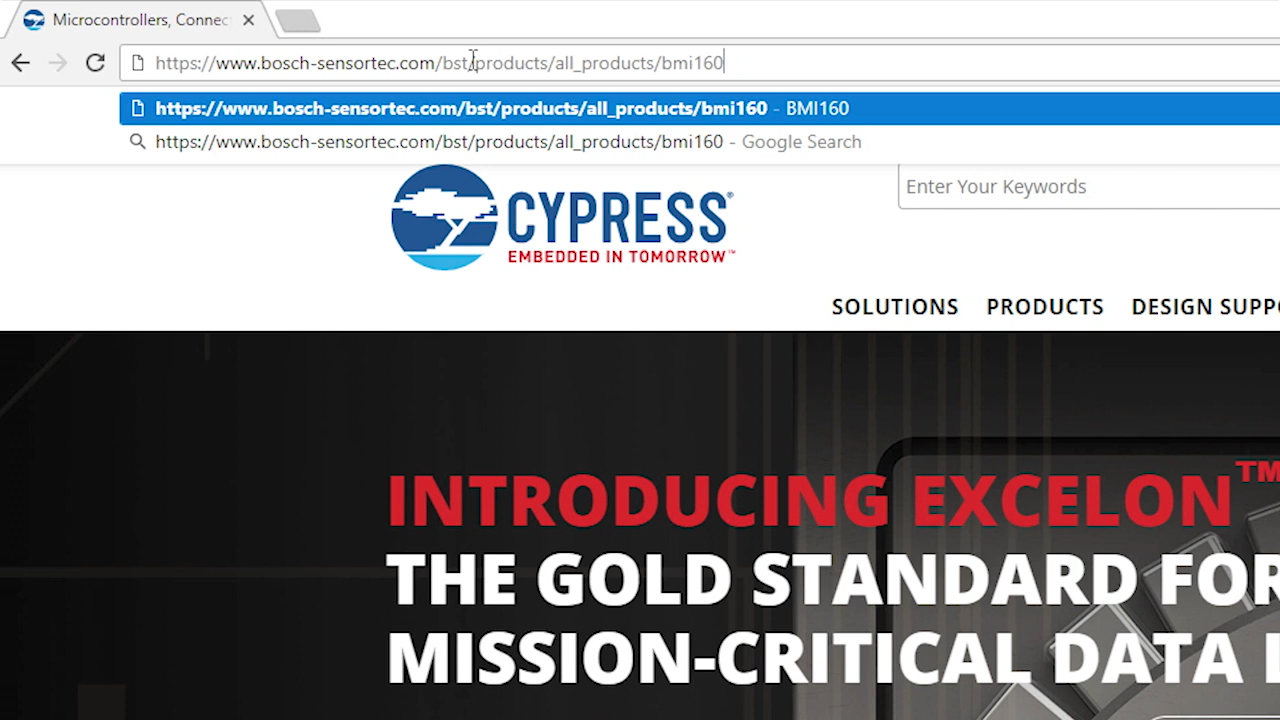 Microcontrollers, Connec
https://www.bosch-sensortec.com/bst/products/all_products/bmi160
https://www.bosch-sensortec.com/bst/products/all_products/bmi160 - BMI160
https://www.bosch-sensortec.com/bst/products/all_products/bmi160 - Google Search
CYPRESS®
EMBEDDED IN TOMORROW™
Enter Your Keywords
SOLUTIONS PRODUCTS DESIGN SUPPO
INTRODUCING EXCELON™
THE GOLD STANDARD FOR
MISSION-CRITICAL DATA